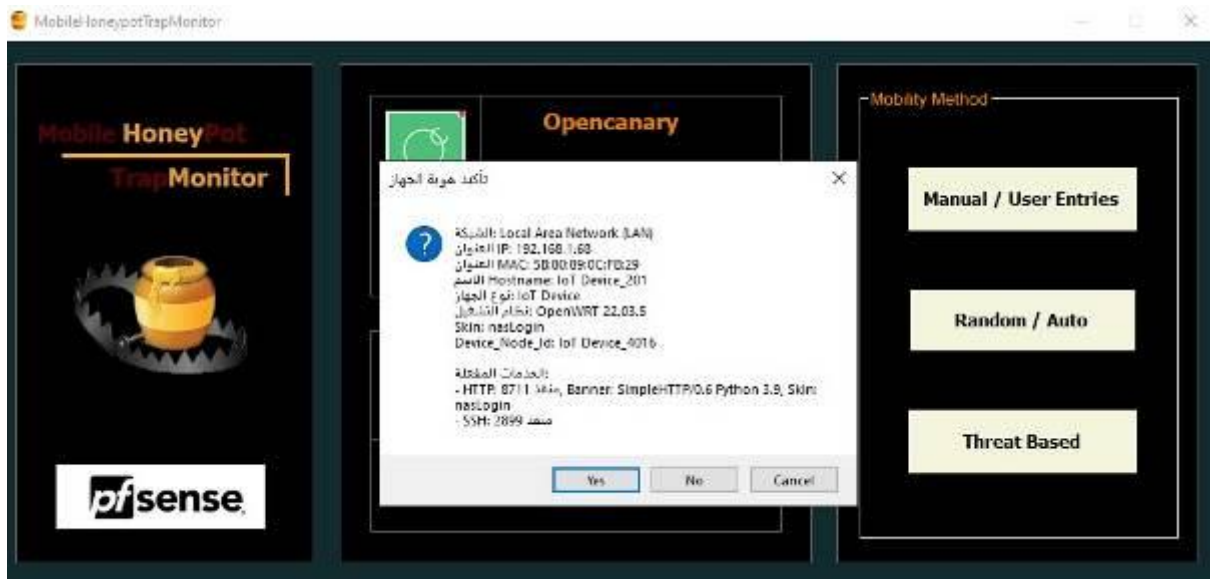 MobileHoneypotTrapMonitor
Mobile HoneyPot
TrapMonitor
pfsense
Opencanary
تأكيد هوية الجهاز
الشبكة: Local Area Network (LAN)
العنوان IP: 192.168.1.68
العنوان MAC: 5B:00:89:0C:FB:29
الاسم Hostname: IoT Device_201
نوع الجهاز: IoT Device
نظام التشغيل: OpenWRT 22.03.5
Skin: nasLogin
Device_Node_Id: IoT Device_4016
الخدمات المفعلة:
- HTTP: 8711 منفذ, Banner: SimpleHTTP/0.6 Python 3.9, Skin:
nasLogin
- SSH: 2899 منفذ
Yes
No
Cancel
Mobility Method
Manual / User Entries
Random / Auto
Threat Based